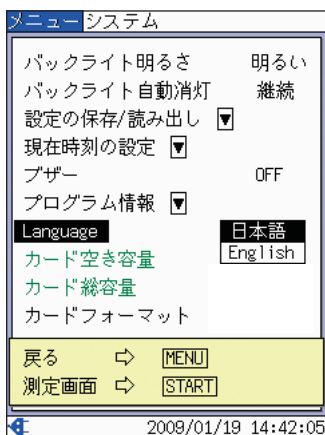 メニュー システム
バックライト明るさ 明るい
バックライト自動消灯 継続
設定の保存/読み出し ▼
現在時刻の設定 ▼
ブザー OFF
プログラム情報 ▼
Language 日本語
English
カード空き容量
カード総容量
カードフォーマット
戻る ⇨ MENU
測定画面 ⇨ START
2009/01/19 14:42:05